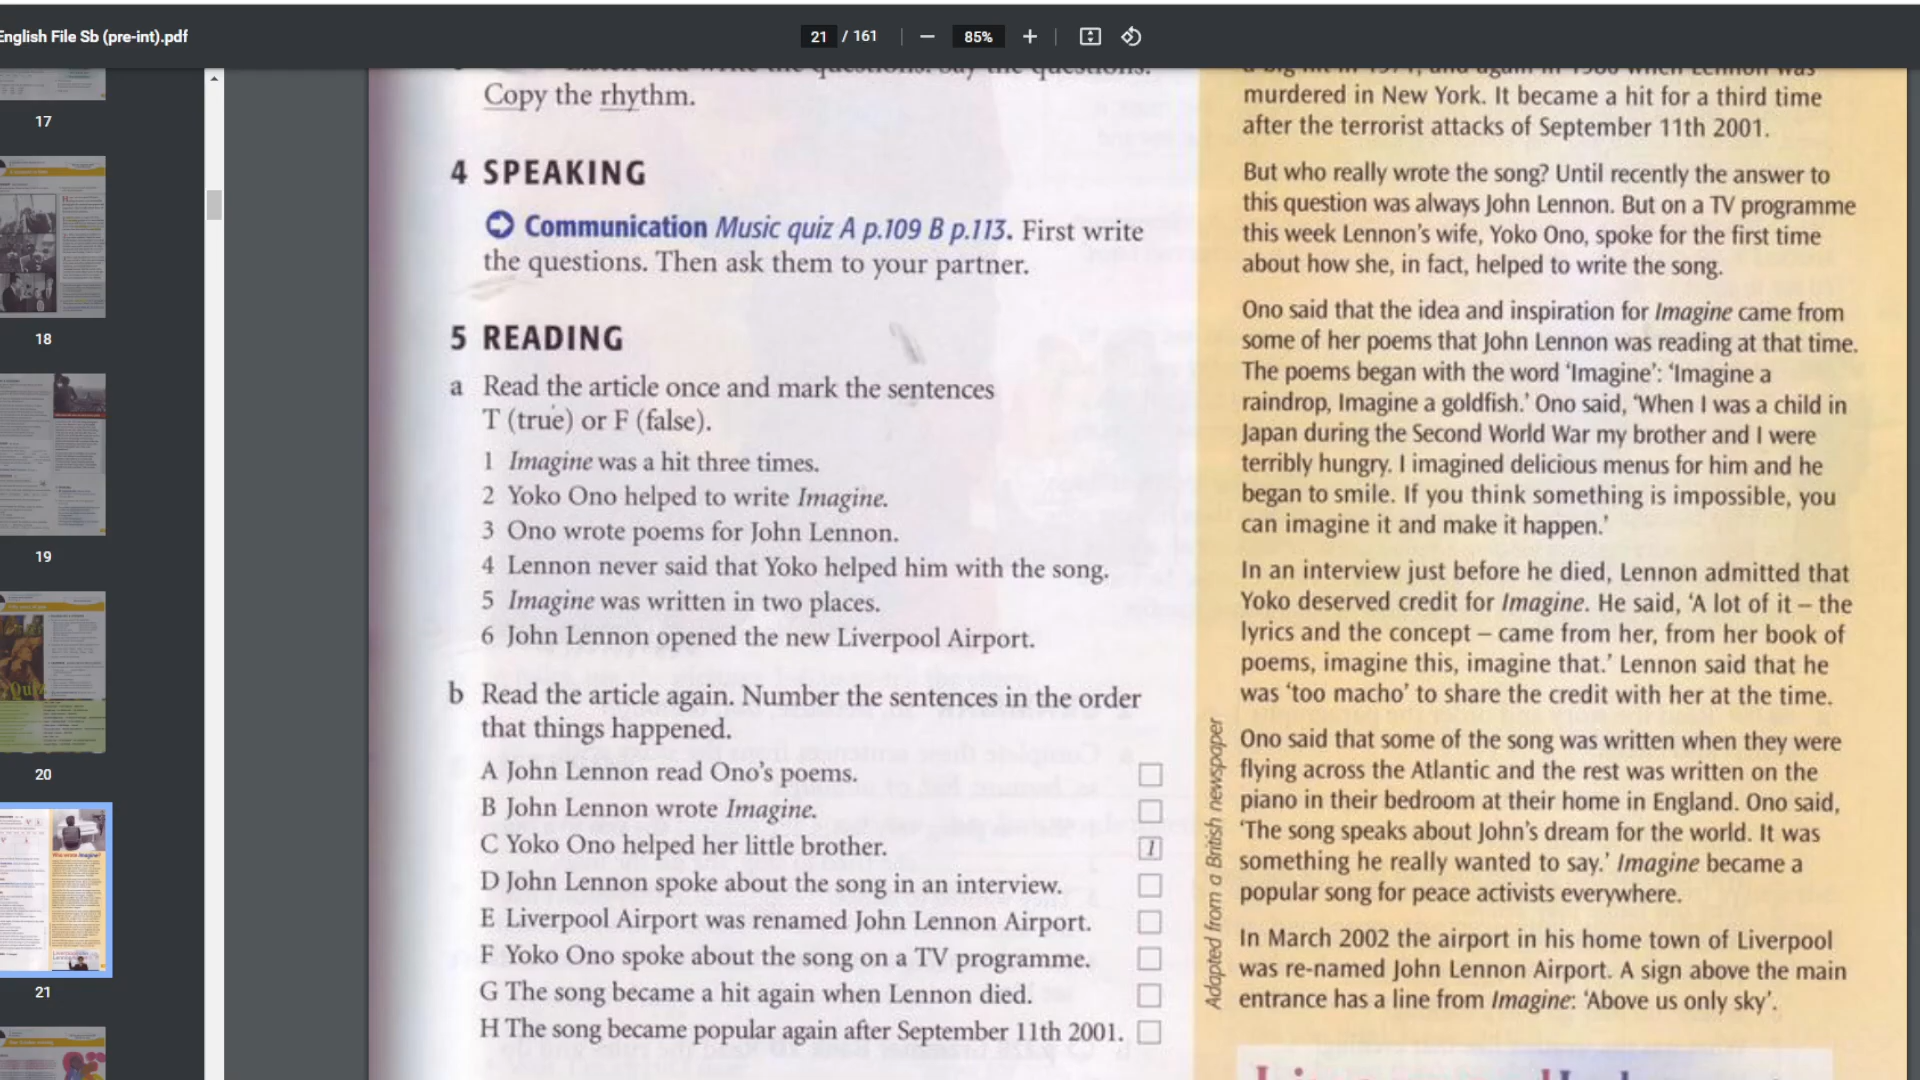 English File Sb (pre-int).pdf
21 / 161
85%
17
18
19
20
21
Listen and write the questions. Say the questions.
Copy the rhythm.
4 SPEAKING
Communication Music quiz A p.109 B p.113. First write
the questions. Then ask them to your partner.
5 READING
a Read the article once and mark the sentences
T (true) or F (false).
1 Imagine was a hit three times.
2 Yoko Ono helped to write Imagine.
3 Ono wrote poems for John Lennon.
4 Lennon never said that Yoko helped him with the song.
5 Imagine was written in two places.
6 John Lennon opened the new Liverpool Airport.
b Read the article again. Number the sentences in the order
that things happened.
A John Lennon read Ono's poems.
B John Lennon wrote Imagine.
C Yoko Ono helped her little brother. 1
D John Lennon spoke about the song in an interview.
E Liverpool Airport was renamed John Lennon Airport.
F Yoko Ono spoke about the song on a TV programme.
G The song became a hit again when Lennon died.
H The song became popular again after September 11th 2001.
a big hit in 1971, and again in 1980 when Lennon was
murdered in New York. It became a hit for a third time
after the terrorist attacks of September 11th 2001.
But who really wrote the song? Until recently the answer to
this question was always John Lennon. But on a TV programme
this week Lennon's wife, Yoko Ono, spoke for the first time
about how she, in fact, helped to write the song.
Ono said that the idea and inspiration for Imagine came from
some of her poems that John Lennon was reading at that time.
The poems began with the word 'Imagine': 'Imagine a
raindrop, Imagine a goldfish.' Ono said, 'When I was a child in
Japan during the Second World War my brother and I were
terribly hungry. I imagined delicious menus for him and he
began to smile. If you think something is impossible, you
can imagine it and make it happen.'
In an interview just before he died, Lennon admitted that
Yoko deserved credit for Imagine. He said, 'A lot of it – the
lyrics and the concept – came from her, from her book of
poems, imagine this, imagine that.' Lennon said that he
was 'too macho' to share the credit with her at the time.
Ono said that some of the song was written when they were
flying across the Atlantic and the rest was written on the
piano in their bedroom at their home in England. Ono said,
'The song speaks about John's dream for the world. It was
something he really wanted to say.' Imagine became a
popular song for peace activists everywhere.
In March 2002 the airport in his home town of Liverpool
was re-named John Lennon Airport. A sign above the main
entrance has a line from Imagine: 'Above us only sky'.
Adapted from a British newspaper